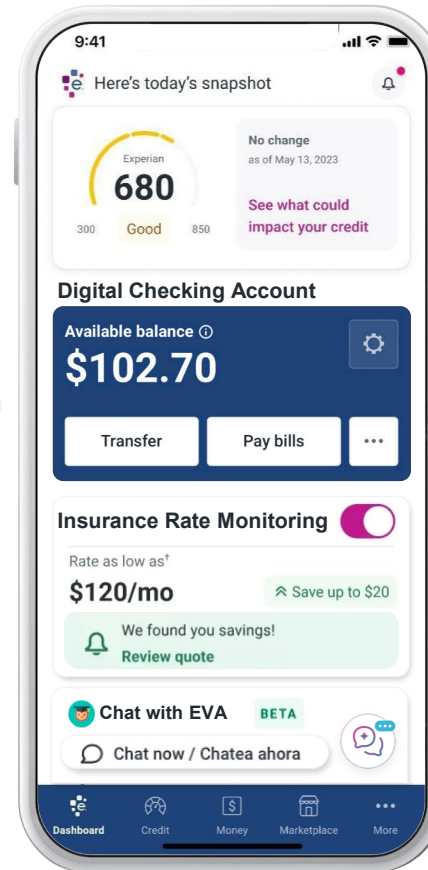 9:41
Here's today's snapshot
Experian
680
300
Good
850
No change
as of May 13, 2023
See what could
impact your credit
Digital Checking Account
Available balance
$102.70
Transfer
Pay bills
Insurance Rate Monitoring
Rate as low as†
$120/mo
Save up to $20
We found you savings!
Review quote
Chat with EVA
BETA
Chat now / Chatea ahora
Dashboard
Credit
Money
Marketplace
More